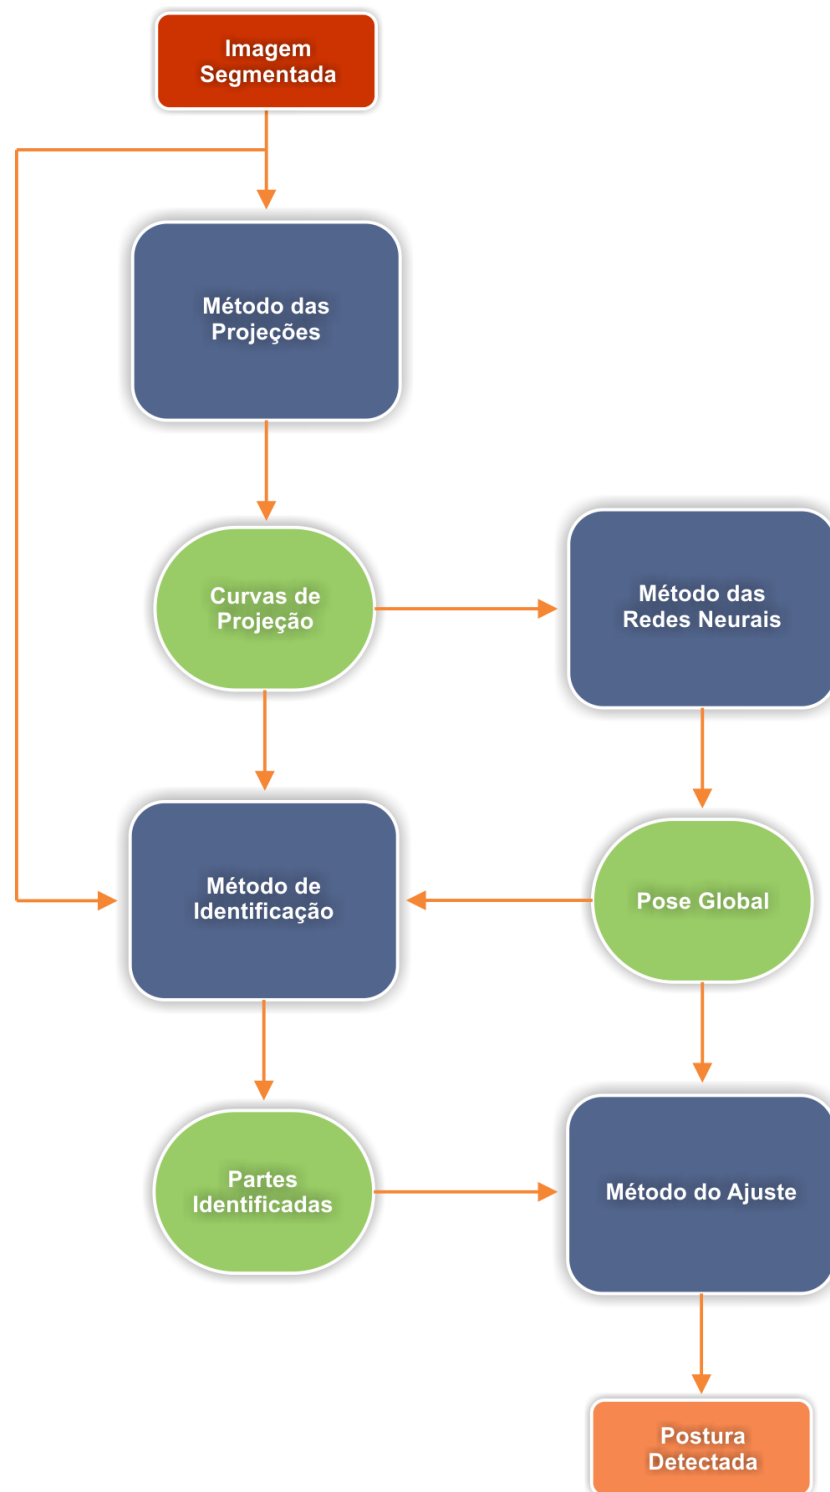 Imagem
Segmentada
Método das
Projeções
Curvas de
Projeção
Método das
Redes Neurais
Método de
Identificação
Pose Global
Partes
Identificadas
Método do Ajuste
Postura
Detectada